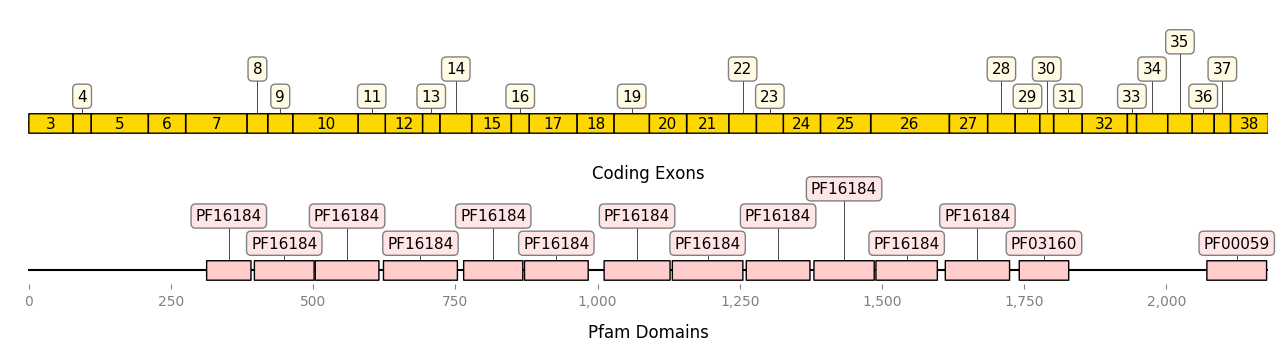 35
8 14 22 28 30 34 37
4 9 11 13 16 19 23 29 31 33 36
3 5 6 7 10 12 15 17 18 20 21 24 25 26 27 32 38
Coding Exons
PF16184
PF16184 PF16184 PF16184 PF16184 PF16184 PF16184
PF16184 PF16184 PF16184 PF16184 PF16184 PF03160 PF00059
0 250 500 750 1,000 1,250 1,500 1,750 2,000
Pfam Domains